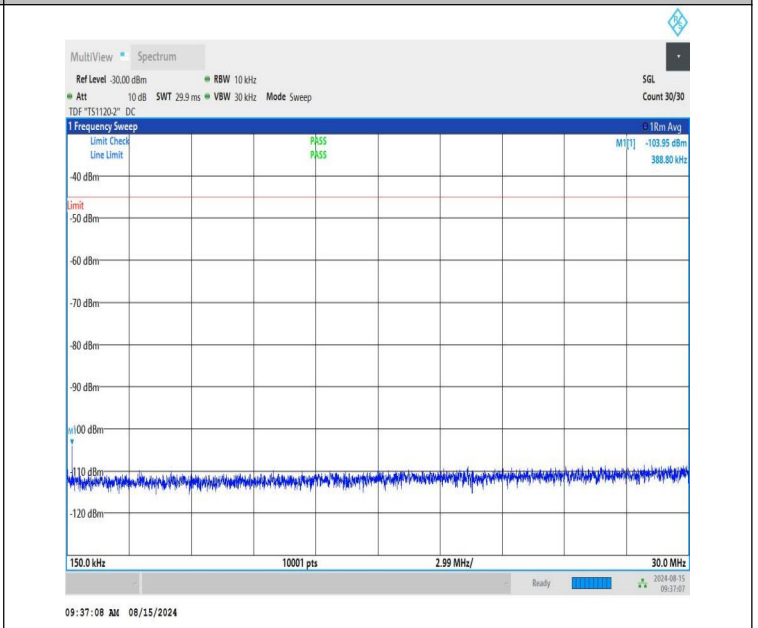 MultiView Spectrum
Ref Level -30.00 dBm RBW 10 kHz SGL
Att 10 dB SWT 29.9 ms VBW 30 kHz Mode Sweep Count 30/30
TDF "TS1120-2" DC
1 Frequency Sweep 1Rm Avg
Limit Check PASS M1[1] -103.95 dBm
Line Limit PASS 388.80 kHz
-40 dBm
Limit
-50 dBm
-60 dBm
-70 dBm
-80 dBm
-90 dBm
M1
-100 dBm
-110 dBm
-120 dBm
150.0 kHz 10001 pts 2.99 MHz/ 30.0 MHz
Ready 2024-08-15
09:37:07
09:37:08 AM 08/15/2024